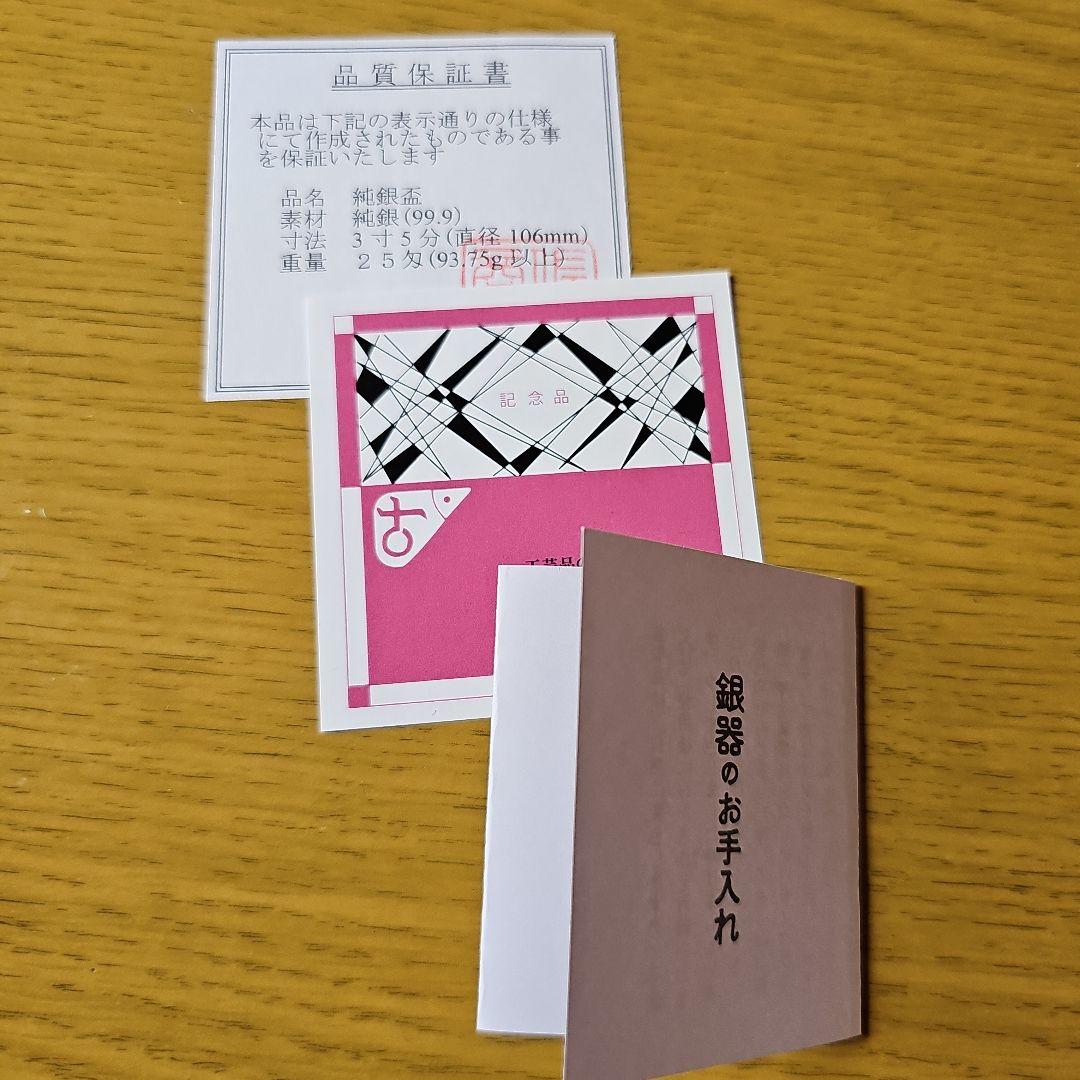 品質保証書
本品は下記の表示通りの仕様
にて作成されたものである事
を保証いたします
品名 純銀盃
素材 純銀(99.9)
寸法 3寸5分(直径 106mm)
重量 25匁(93.75g 以上)
記念品
工芸品(
銀器のお手入れ